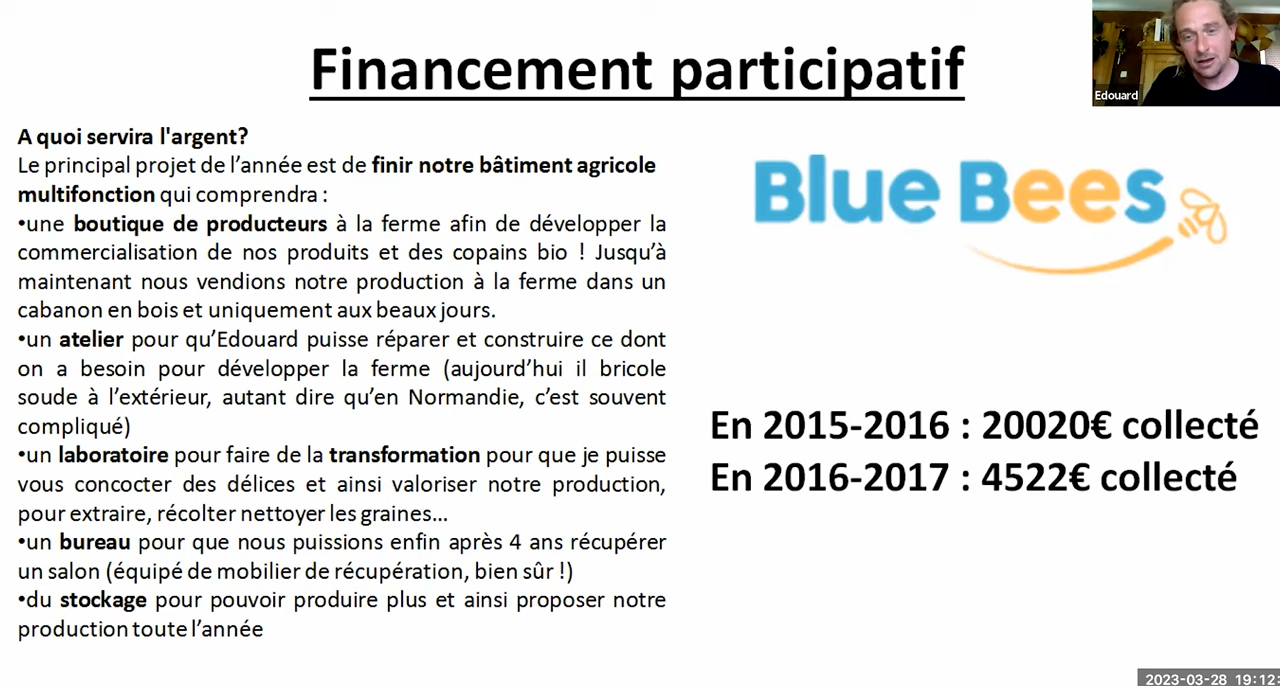 Financement participatif
Edouard
A quoi servira l'argent?
Le principal projet de l’année est de finir notre bâtiment agricole
multifonction qui comprendra :
•une boutique de producteurs à la ferme afin de développer la
commercialisation de nos produits et des copains bio ! Jusqu’à
maintenant nous vendions notre production à la ferme dans un
cabanon en bois et uniquement aux beaux jours.
•un atelier pour qu’Edouard puisse réparer et construire ce dont
on a besoin pour développer la ferme (aujourd’hui il bricole
soude à l’extérieur, autant dire qu’en Normandie, c’est souvent
compliqué)
•un laboratoire pour faire de la transformation pour que je puisse
vous concocter des délices et ainsi valoriser notre production,
pour extraire, récolter nettoyer les graines…
•un bureau pour que nous puissions enfin après 4 ans récupérer
un salon (équipé de mobilier de récupération, bien sûr !)
•du stockage pour pouvoir produire plus et ainsi proposer notre
production toute l’année
Blue Bees
En 2015-2016 : 20020€ collecté
En 2016-2017 : 4522€ collecté
2023-03-28 19:12: